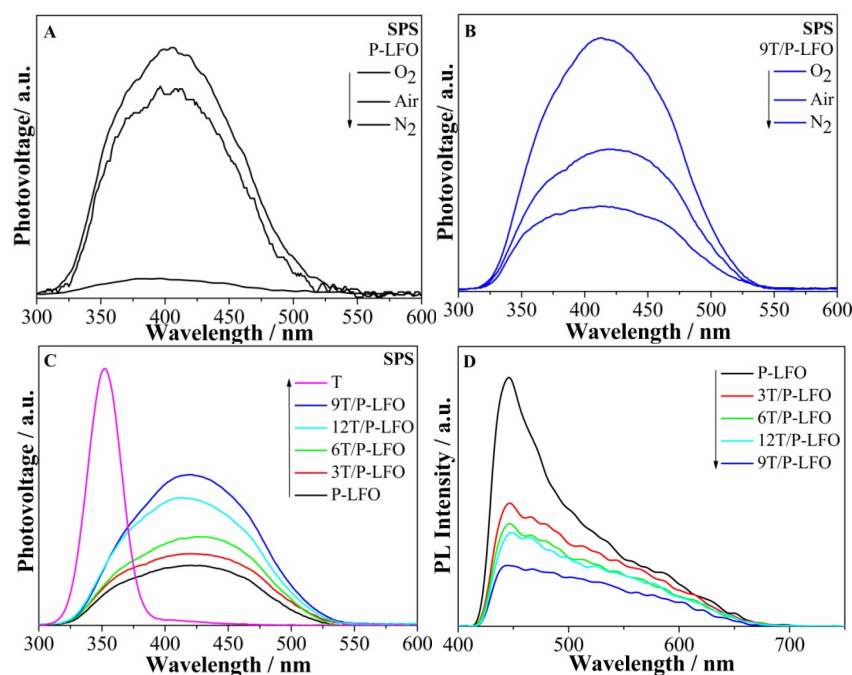 A
SPS
P-LFO
O2
Air
N2
Photovoltage/ a.u.
0
300 350 400 450 500 550 600
Wavelength / nm
B
SPS
9T/P-LFO
O2
Air
N2
Photovoltage / a.u.
0
300 350 400 450 500 550 600
Wavelength / nm
C
SPS
T
9T/P-LFO
12T/P-LFO
6T/P-LFO
3T/P-LFO
P-LFO
Photovoltage / a.u.
0
300 350 400 450 500 550 600
Wavelength / nm
D
P-LFO
3T/P-LFO
6T/P-LFO
12T/P-LFO
9T/P-LFO
PL Intensity / a.u.
400 500 600 700
Wavelength / nm